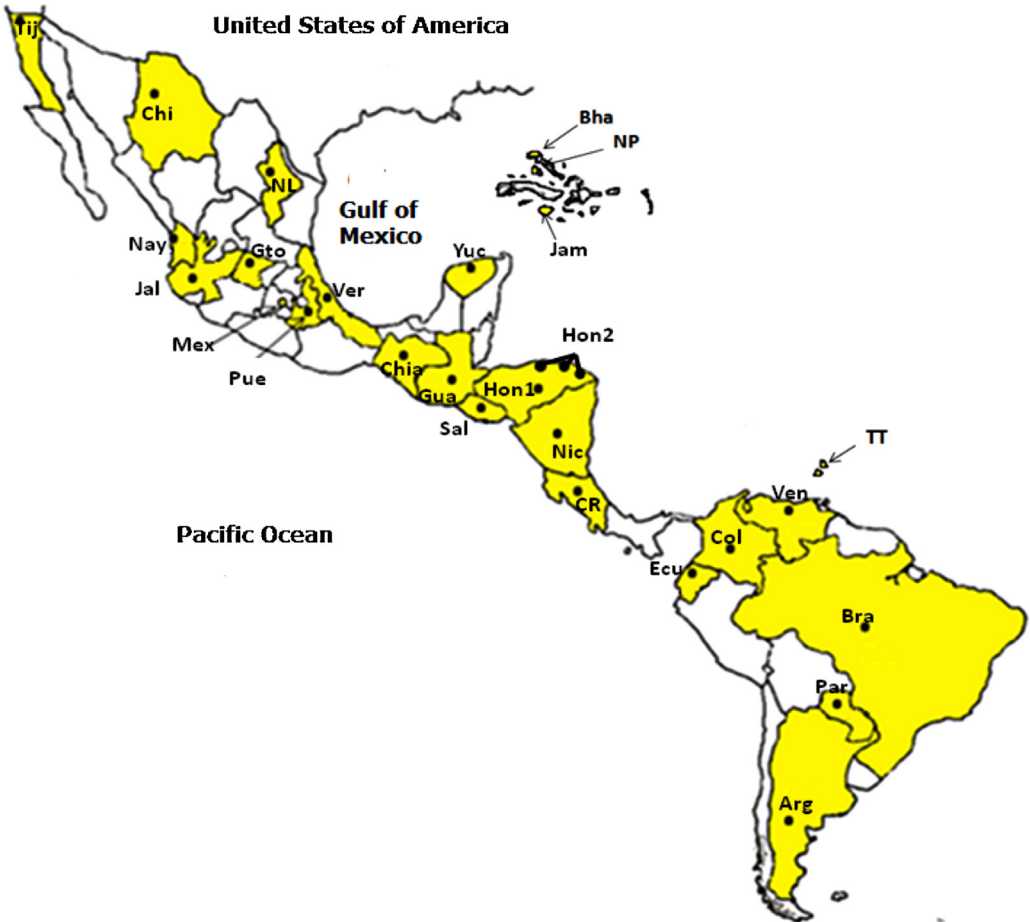 Tij
United States of America
Chi
Bha
NP
NL
Gulf of
Mexico
Nay
Gto
Yuc
Jam
Jal
Ver
Mex
Hon2
Pue
Chia
Gua
Hon1
Sal
Nic
TT
CR
Ven
Pacific Ocean
Col
Ecu
Bra
Par
Arg